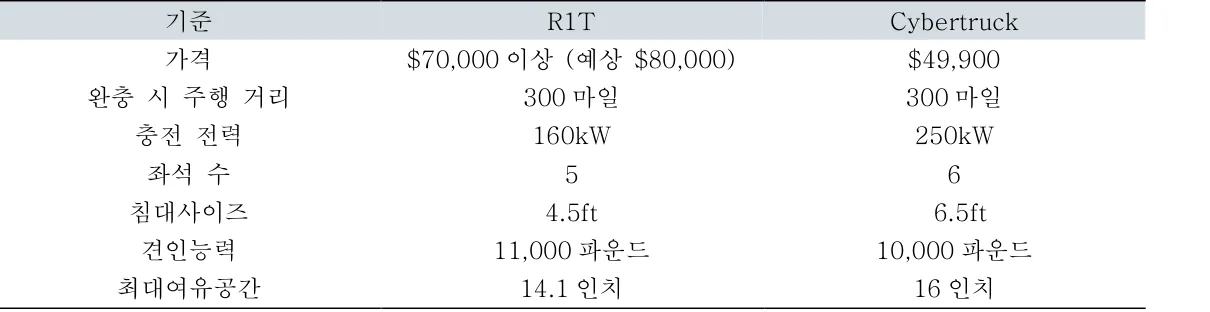 기준 R1T Cybertruck
가격 $70,000 이상 (예상 $80,000) $49,900
완충 시 주행 거리 300 마일 300 마일
충전 전력 160kW 250kW
좌석 수 5 6
침대사이즈 4.5ft 6.5ft
견인능력 11,000 파운드 10,000 파운드
최대여유공간 14.1 인치 16 인치